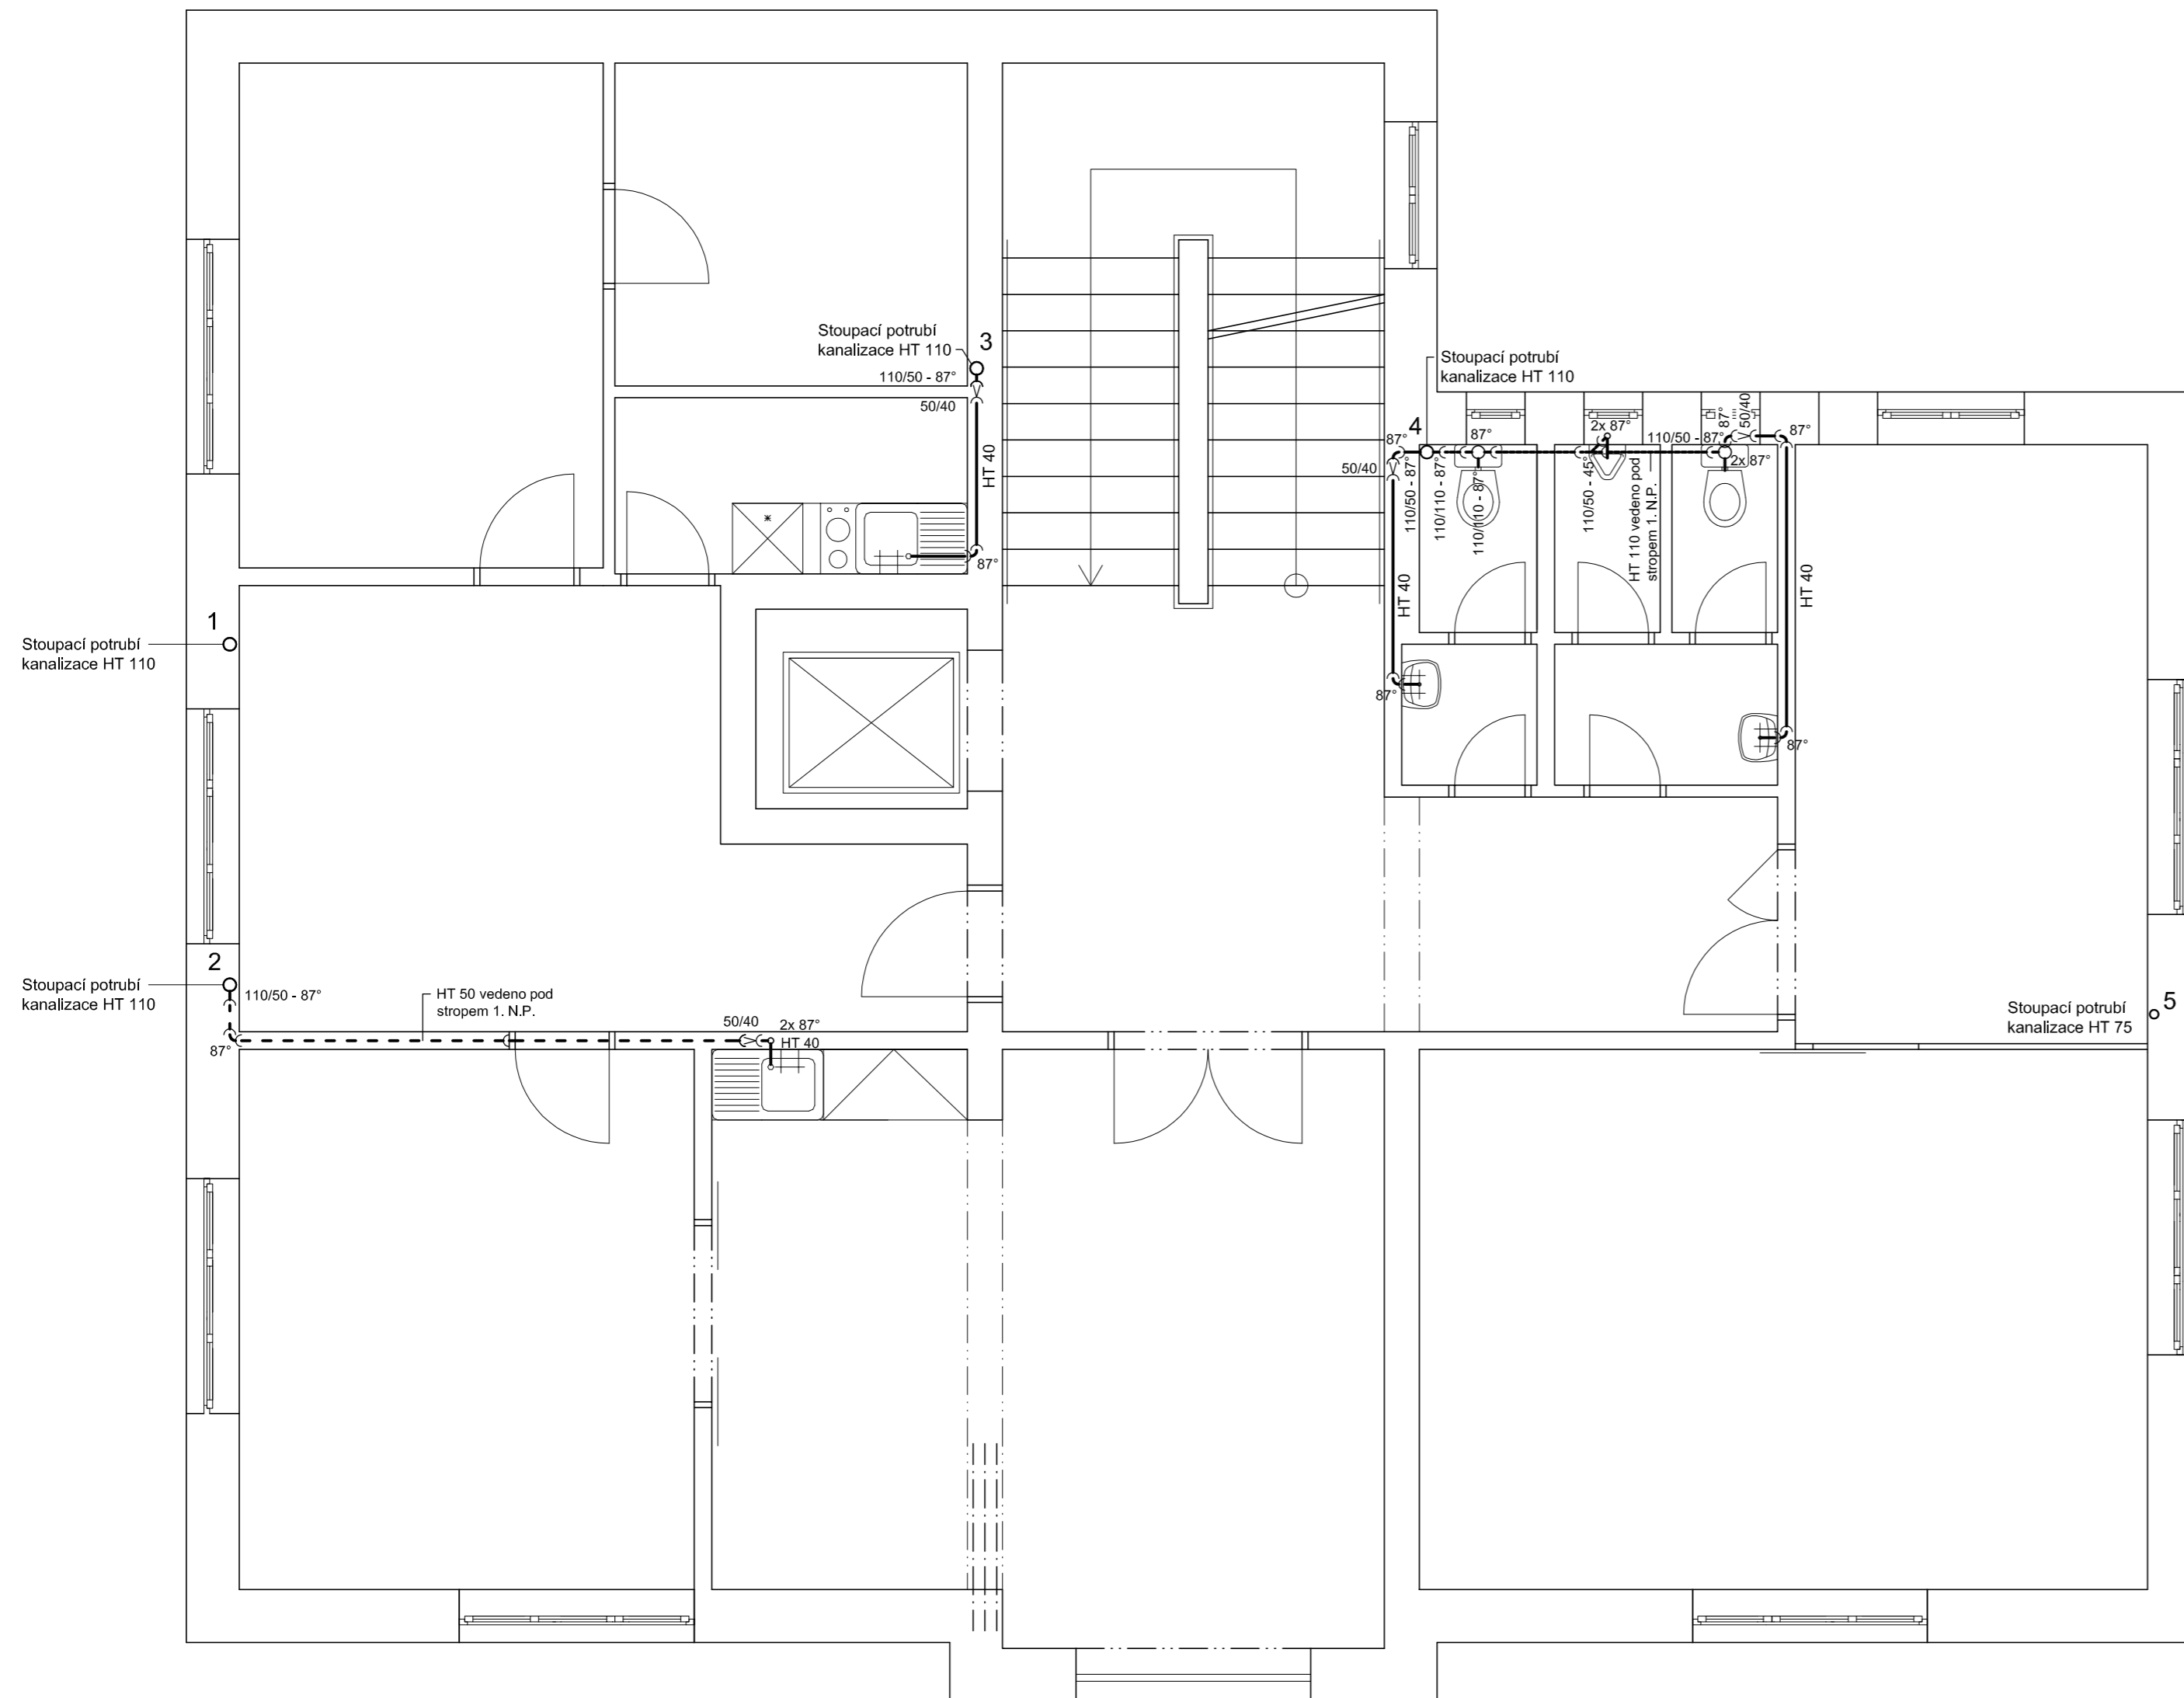 Stoupací potrubí
kanalizace HT 110
3
110/50 - 87°
50/40
HT 40
87°
Stoupací potrubí
kanalizace HT 110
4
87°
50/40
110/50 - 87°
110/110 - 87°
87°
110/110 - 87°
2x 87°
110/50 - 45°
HT 110 vedeno pod
stropem 1. N.P.
110/50 - 87°
87°
50/40
87°
2x 87°
HT 40
87°
HT 40
87°
1
Stoupací potrubí
kanalizace HT 110
2
Stoupací potrubí
kanalizace HT 110
110/50 - 87°
87°
HT 50 vedeno pod
stropem 1. N.P.
50/40
2x 87°
HT 40
5
Stoupací potrubí
kanalizace HT 75